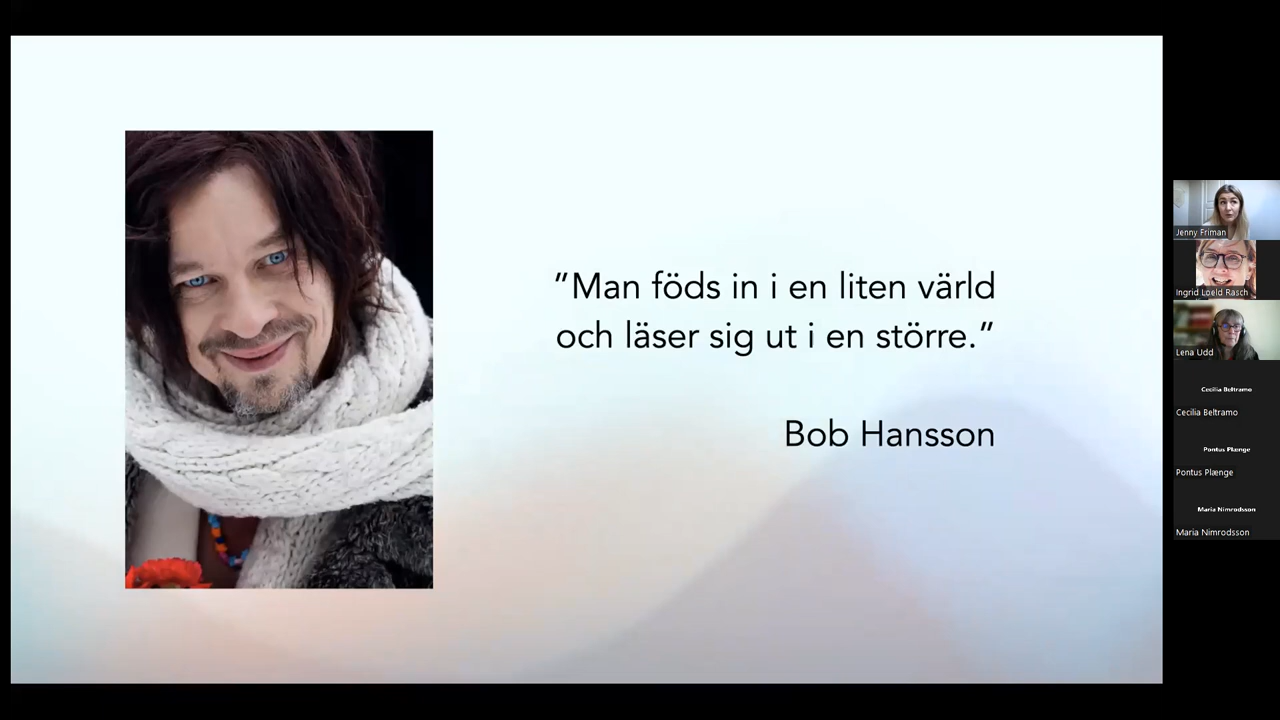 ”Man föds in i en liten värld
och läser sig ut i en större.”
Bob Hansson
Jenny Friman
Ingrid Loeld Rasch
Lena Udd
Cecilia Beltramo
Cecilia Beltramo
Pontus Plænge
Pontus Plænge
Maria Nimrodsson
Maria Nimrodsson